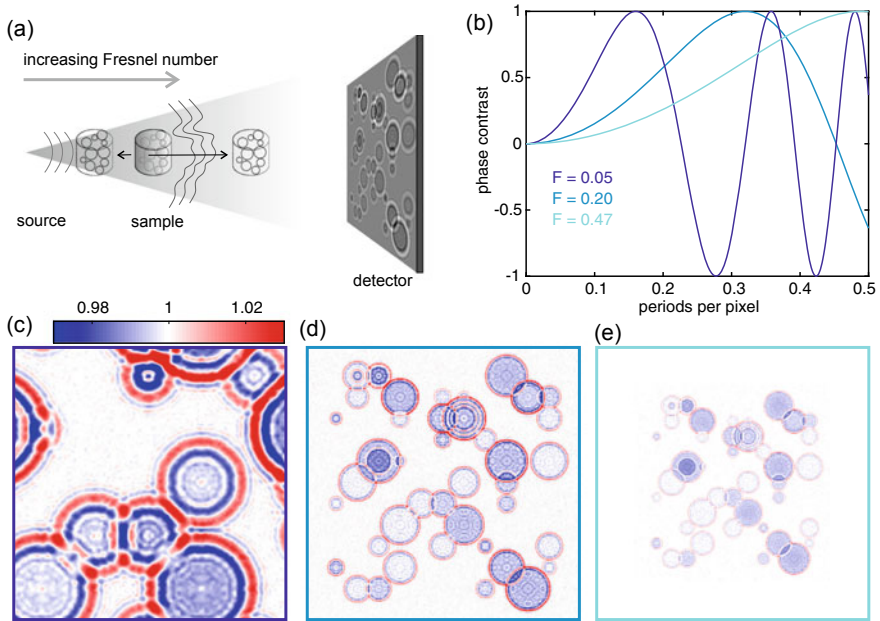 (a)
increasing Fresnel number
source
sample
detector
(b)
phase contrast
1
0.5
0
-0.5
-1
F = 0.05
F = 0.20
F = 0.47
0 0.1 0.2 0.3 0.4 0.5
periods per pixel
(c)
0.98 1 1.02
(d)
(e)